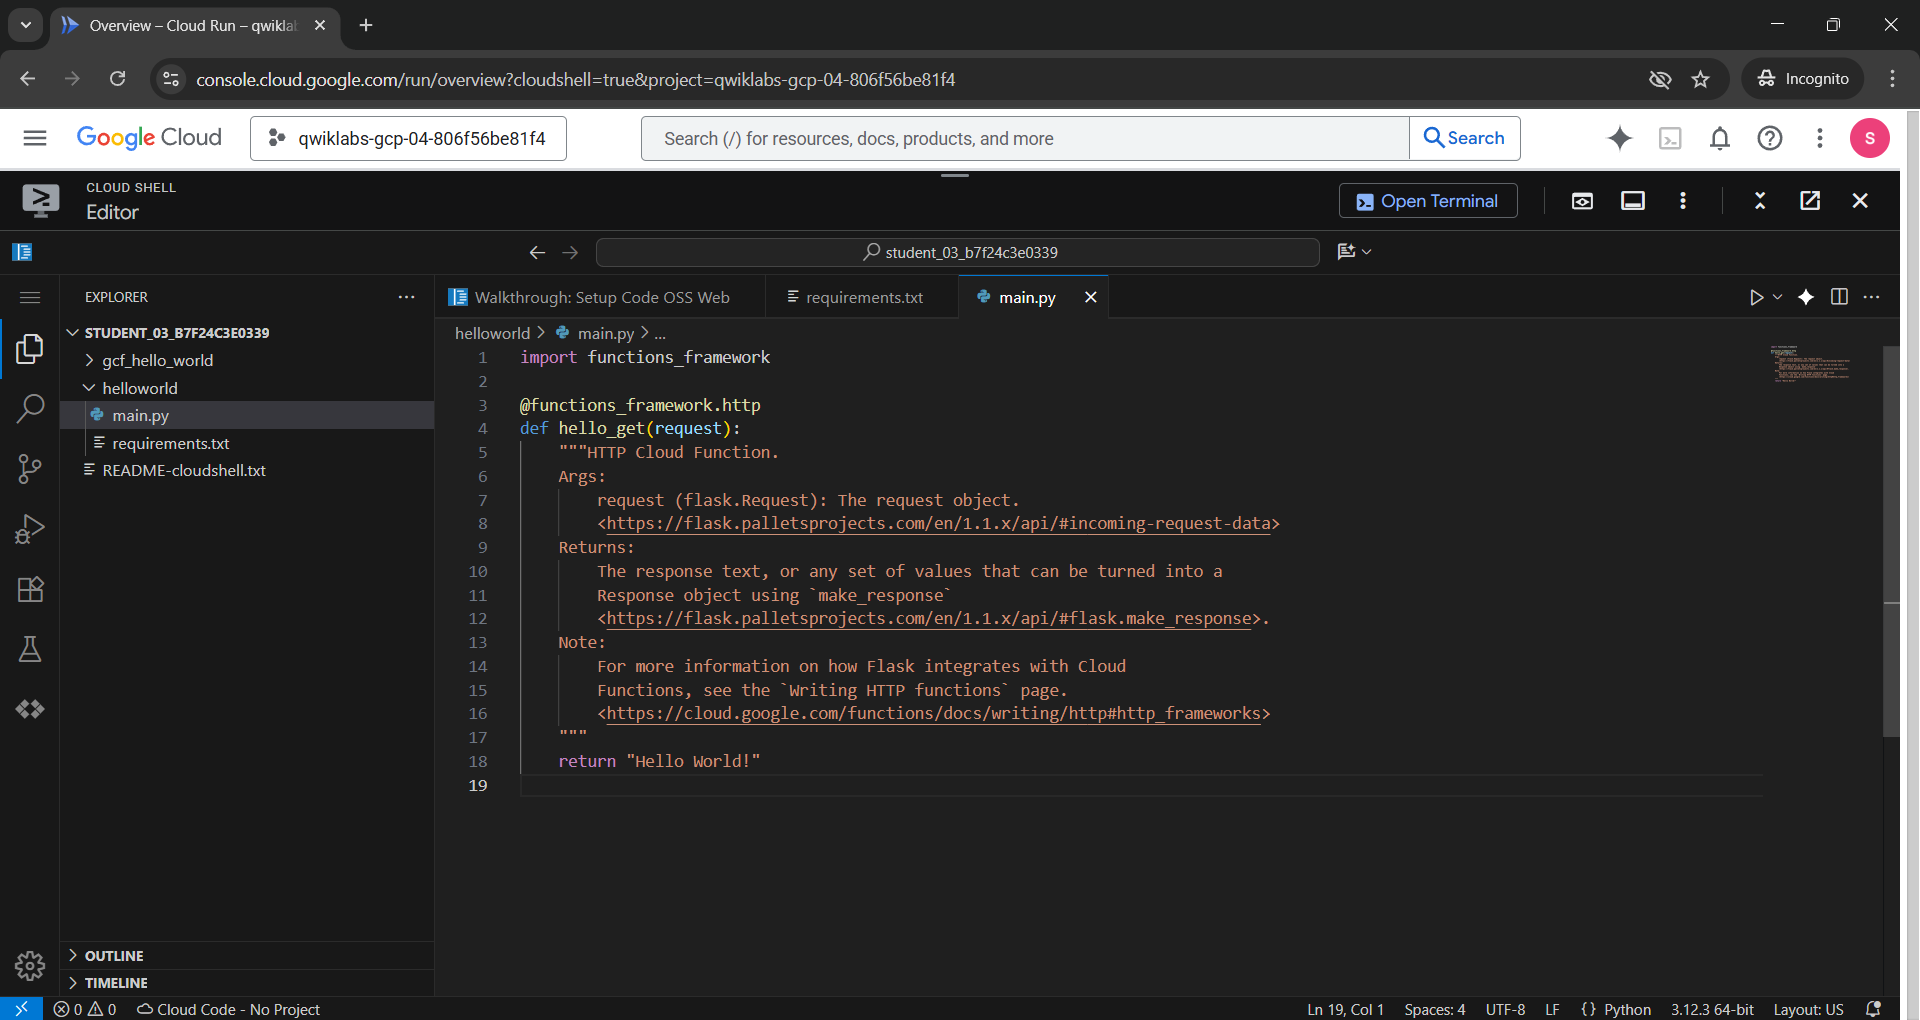 Overview – Cloud Run – qwikla
console.cloud.google.com/run/overview?cloudshell=true&project=qwiklabs-gcp-04-806f56be81f4
Incognito
Google Cloud
qwiklabs-gcp-04-806f56be81f4
Search (/) for resources, docs, products, and more
Search
S
CLOUD SHELL
Editor
Open Terminal
student_03_b7f24c3e0339
EXPLORER
STUDENT_03_B7F24C3E0339
gcf_hello_world
helloworld
main.py
requirements.txt
README-cloudshell.txt
OUTLINE
TIMELINE
Walkthrough: Setup Code OSS Web
requirements.txt
main.py
helloworld > main.py > ...
1 import functions_framework
2
3 @functions_framework.http
4 def hello_get(request):
5 """HTTP Cloud Function.
6 Args:
7 request (flask.Request): The request object.
8 <https://flask.palletsprojects.com/en/1.1.x/api/#incoming-request-data>
9 Returns:
10 The response text, or any set of values that can be turned into a
11 Response object using `make_response`
12 <https://flask.palletsprojects.com/en/1.1.x/api/#flask.make_response>.
13 Note:
14 For more information on how Flask integrates with Cloud
15 Functions, see the `Writing HTTP functions` page.
16 <https://cloud.google.com/functions/docs/writing/http#http_frameworks>
17 """
18 return "Hello World!"
19
0 0 Cloud Code - No Project
Ln 19, Col 1 Spaces: 4 UTF-8 LF {} Python 3.12.3 64-bit Layout: US